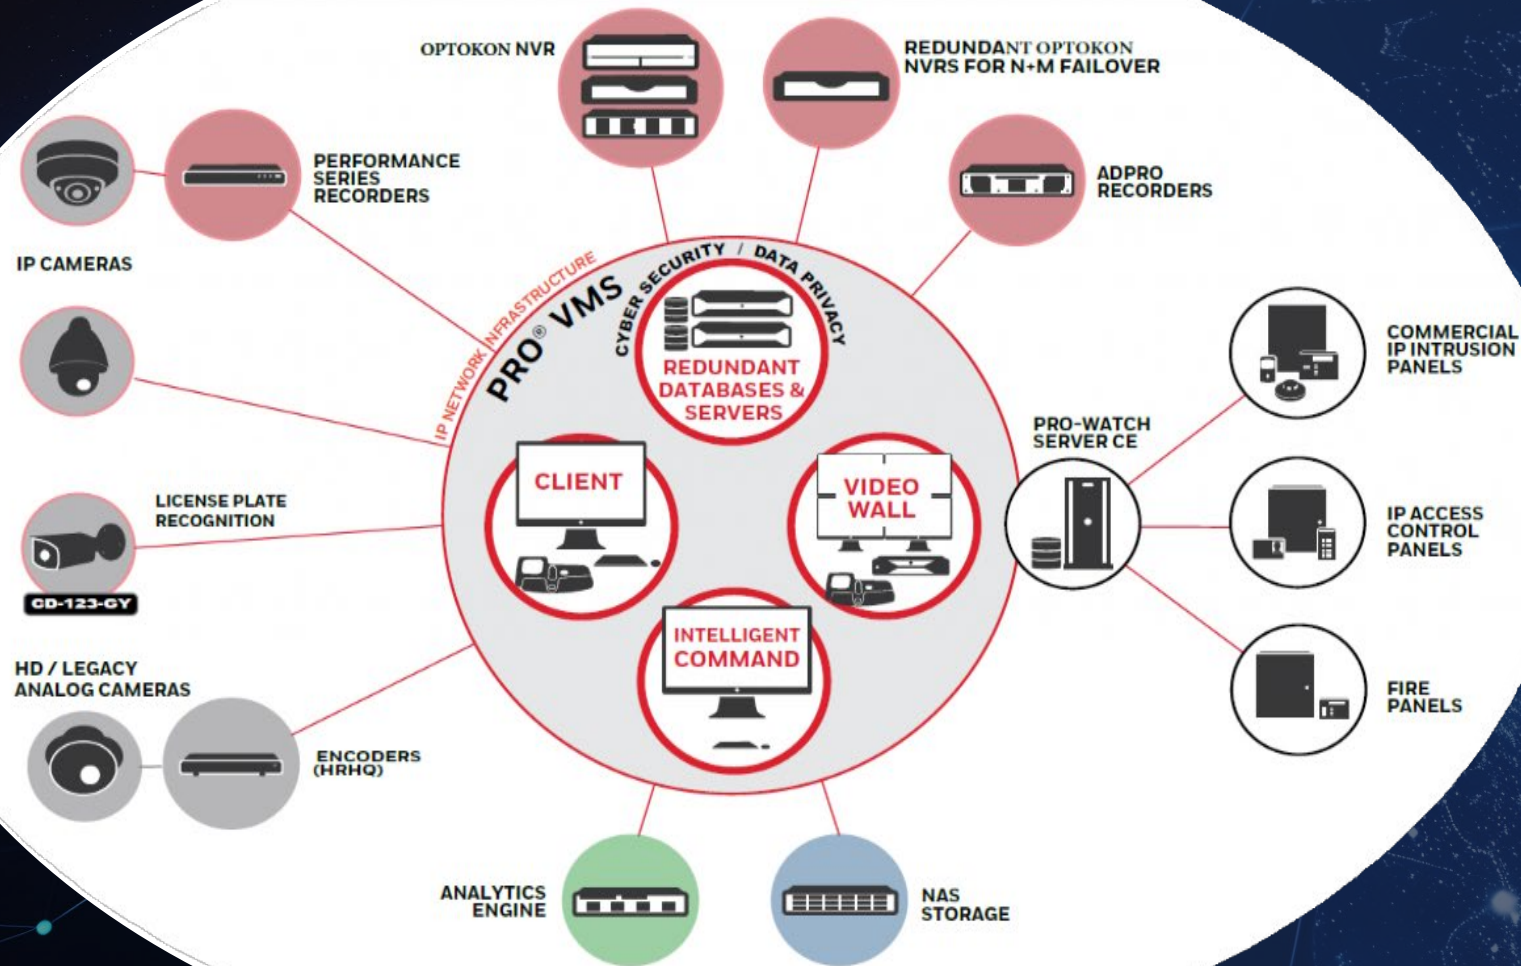 OPTOKON NVR
REDUNDANT OPTOKON
NVRS FOR N+M FAILOVER
PERFORMANCE
SERIES
RECORDERS
ADPRO
RECORDERS
IP CAMERAS
IP NETWORK INFRASTRUCTURE
PRO® VMS
CYBER SECURITY / DATA PRIVACY
REDUNDANT
DATABASES &
SERVERS
COMMERCIAL
IP INTRUSION
PANELS
PRO-WATCH
SERVER CE
CLIENT
VIDEO
WALL
LICENSE PLATE
RECOGNITION
IP ACCESS
CONTROL
PANELS
CD-123-CY
INTELLIGENT
COMMAND
HD / LEGACY
ANALOG CAMERAS
FIRE
PANELS
ENCODERS
(HRHQ)
ANALYTICS
ENGINE
NAS
STORAGE